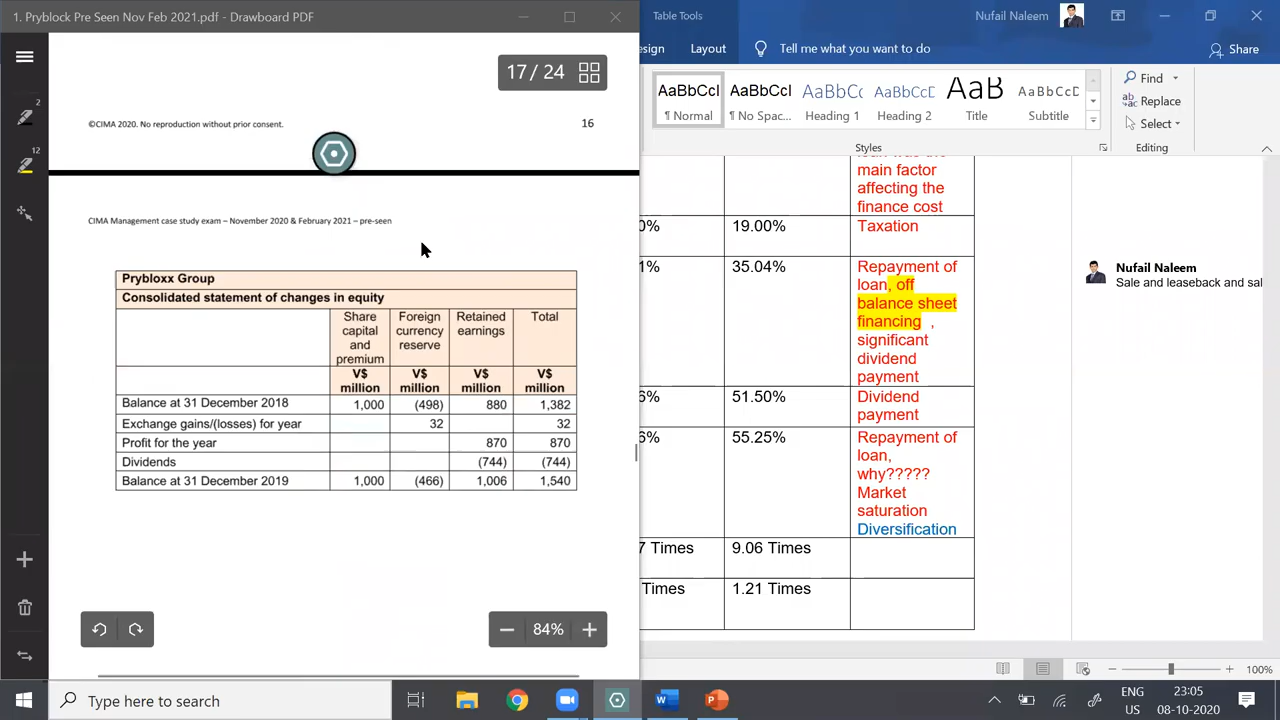 1. Pryblock Pre Seen Nov Feb 2021.pdf - Drawboard PDF
2
12
17 / 24
©CIMA 2020. No reproduction without prior consent.
16
CIMA Management case study exam – November 2020 & February 2021 – pre-seen
Prybloxx Group
Consolidated statement of changes in equity
Share capital and premium Foreign currency reserve Retained earnings Total
V$ million V$ million V$ million V$ million
Balance at 31 December 2018 1,000 (498) 880 1,382
Exchange gains/(losses) for year 32 32
Profit for the year 870 870
Dividends (744) (744)
Balance at 31 December 2019 1,000 (466) 1,006 1,540
84%
Table Tools
Nufail Naleem
Layout
Tell me what you want to do
Share
AaBbCcI AaBbCcI AaBbCc AaBbCcD AaB AaBbCcD
¶ Normal ¶ No Spac... Heading 1 Heading 2 Title Subtitle
Styles
Find
Replace
Select
Editing
main factor
affecting the
finance cost
19.00% Taxation
35.04% Repayment of
loan, off
balance sheet
financing ,
significant
dividend
payment
51.50% Dividend
payment
55.25% Repayment of
loan,
why?????
Market
saturation
Diversification
7 Times 9.06 Times
Times 1.21 Times
Nufail Naleem
Sale and leaseback and sal
100%
Type here to search
ENG
US
23:05
08-10-2020